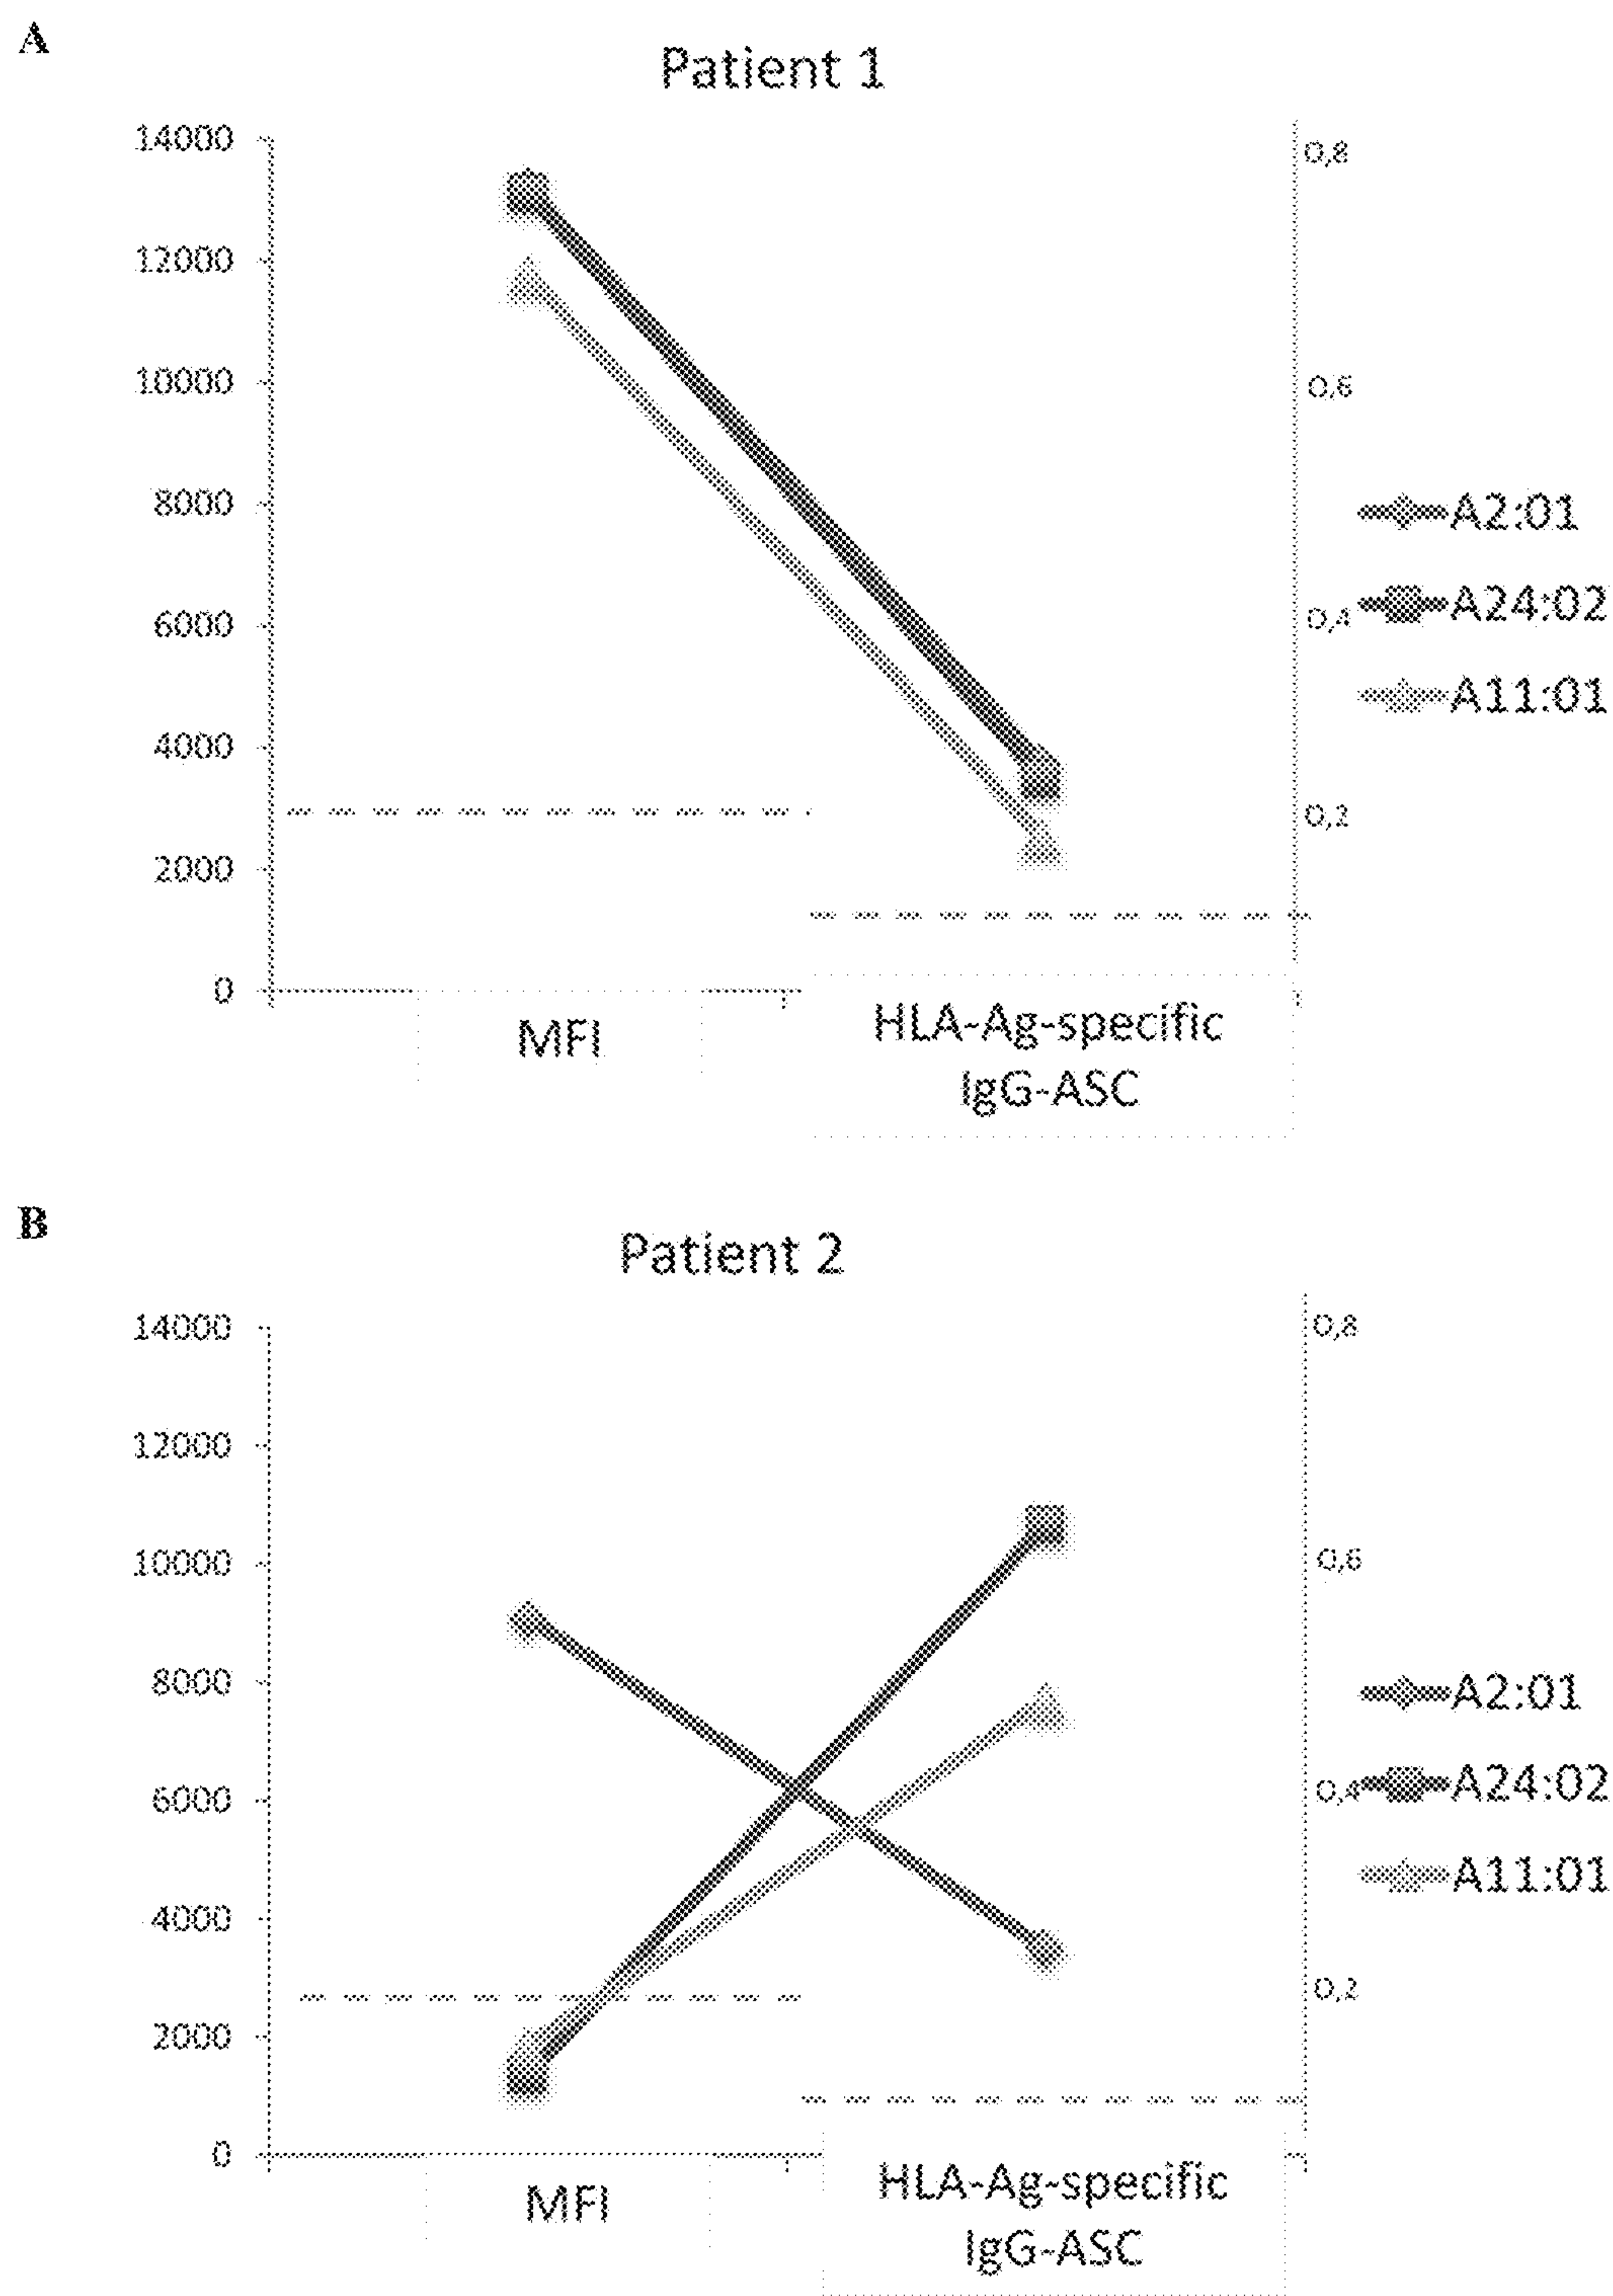 A
Patient 1
14000
12000
10000
8000
6000
4000
2000
0
0,8
0,6
0,4
0,2
A2:01
A24:02
A11:01
MFI
HLA-Ag-specific
IgG-ASC
B
Patient 2
14000
12000
10000
8000
6000
4000
2000
0
0,8
0,6
0,4
0,2
A2:01
A24:02
A11:01
MFI
HLA-Ag-specific
IgG-ASC